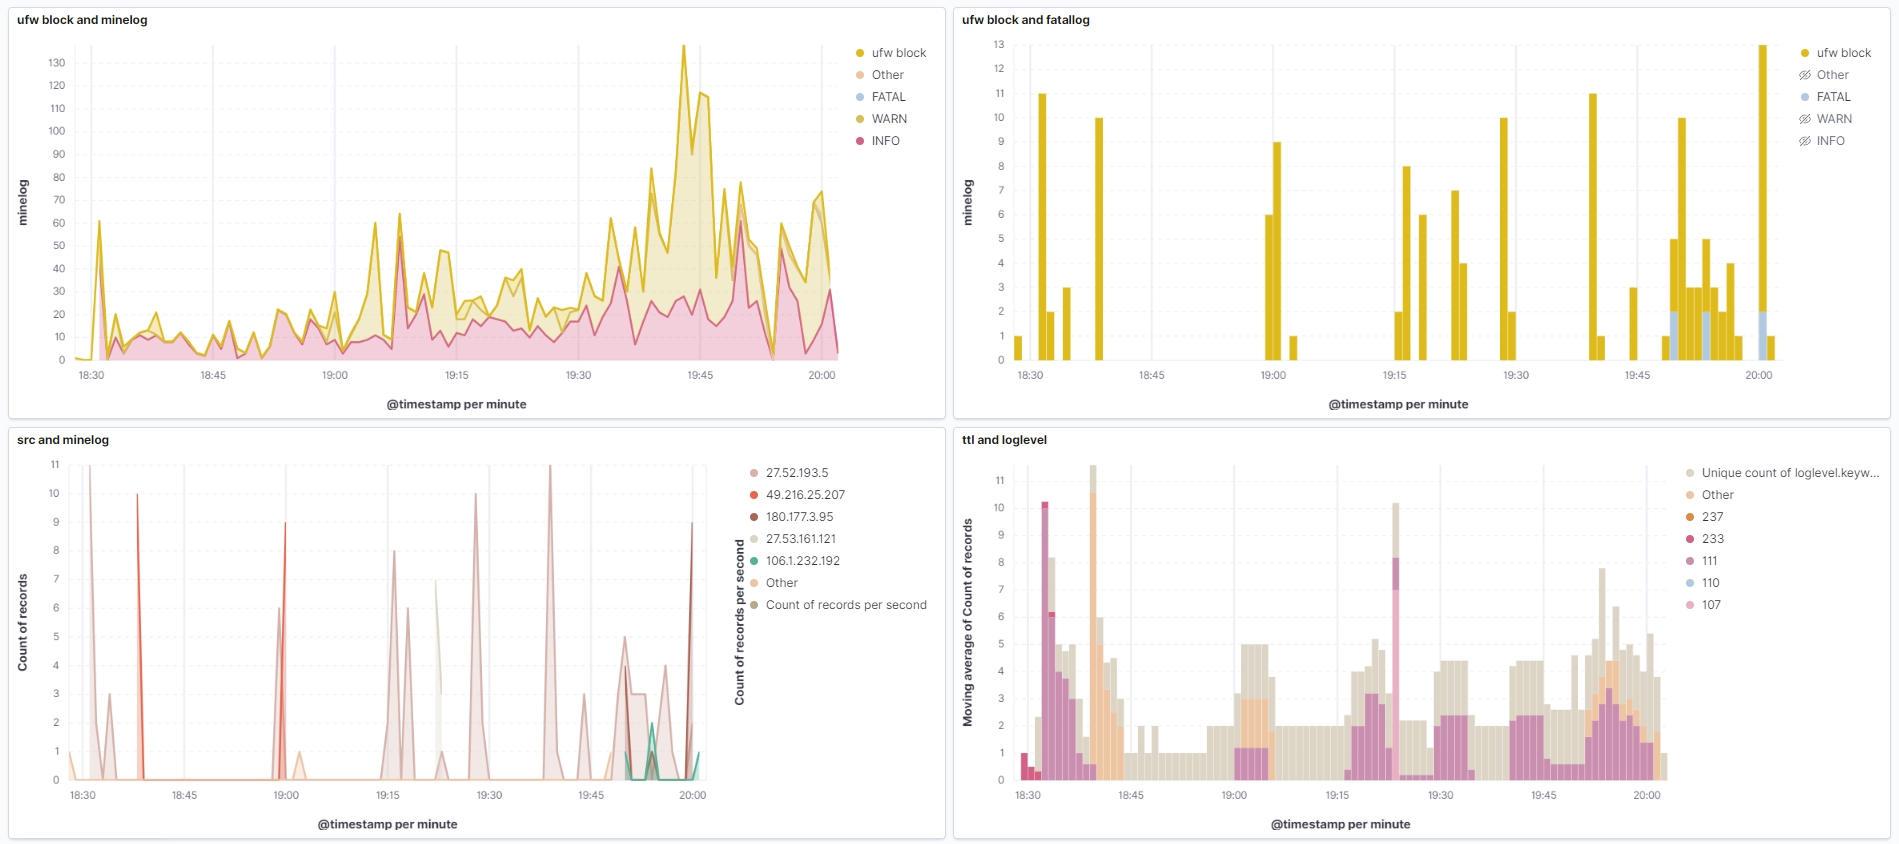 ufw block and minelog
130
120
110
100
90
80
70
60
50
40
30
20
10
0
minelog
18:30 18:45 19:00 19:15 19:30 19:45 20:00
@timestamp per minute
ufw block
Other
FATAL
WARN
INFO
ufw block and fatallog
13
12
11
10
9
8
7
6
5
4
3
2
1
0
minelog
18:30 18:45 19:00 19:15 19:30 19:45 20:00
@timestamp per minute
ufw block
Other
FATAL
WARN
INFO
src and minelog
11
10
9
8
7
6
5
4
3
2
1
0
Count of records
18:30 18:45 19:00 19:15 19:30 19:45 20:00
@timestamp per minute
Count of records per second
27.52.193.5
49.216.25.207
180.177.3.95
27.53.161.121
106.1.232.192
Other
Count of records per second
ttl and loglevel
11
10
9
8
7
6
5
4
3
2
1
0
Moving average of Count of records
18:30 18:45 19:00 19:15 19:30 19:45 20:00
@timestamp per minute
Unique count of loglevel.keyw...
Other
237
233
111
110
107